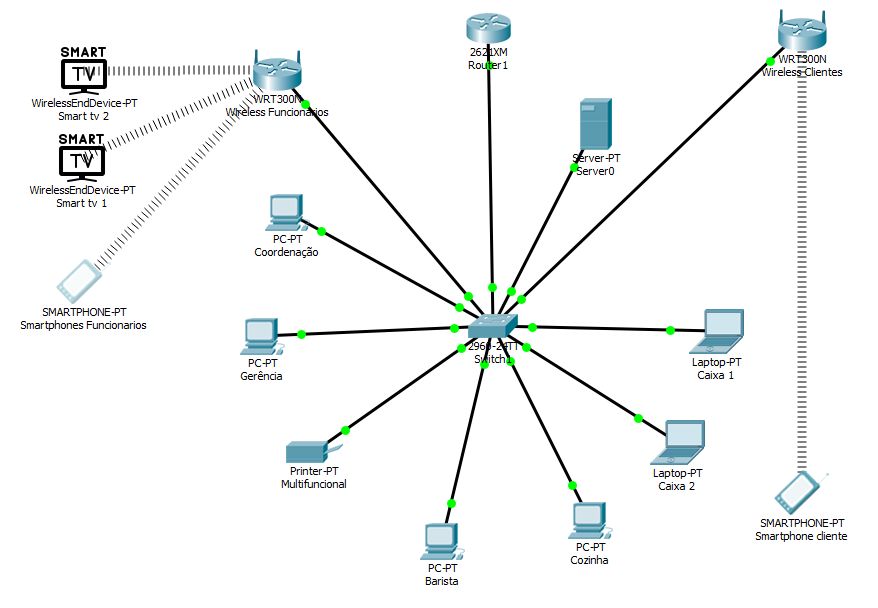 SMART
TV
WirelessEndDevice-PT
Smart tv 2
SMART
TV
WirelessEndDevice-PT
Smart tv 1
SMARTPHONE-PT
Smartphones Funcionarios
WRT300N
Wireless Funcionarios
2621XM
Router1
WRT300N
Wireless Clientes
Server-PT
Server0
PC-PT
Coordenação
PC-PT
Gerência
2960-24TT
Switch1
Laptop-PT
Caixa 1
Printer-PT
Multifuncional
Laptop-PT
Caixa 2
PC-PT
Barista
PC-PT
Cozinha
SMARTPHONE-PT
Smartphone cliente